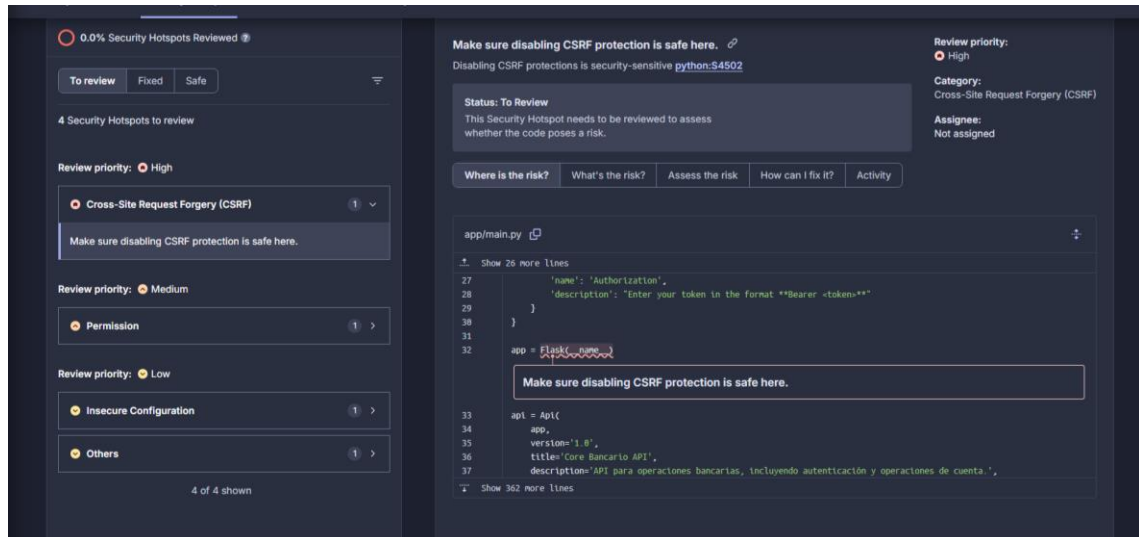 0.0% Security Hotspots Reviewed ?
To review Fixed Safe
4 Security Hotspots to review
Review priority: High
Cross-Site Request Forgery (CSRF) 1
Make sure disabling CSRF protection is safe here.
Review priority: Medium
Permission 1
Review priority: Low
Insecure Configuration 1
Others 1
4 of 4 shown
Make sure disabling CSRF protection is safe here.
Disabling CSRF protections is security-sensitive python:S4502
Status: To Review
This Security Hotspot needs to be reviewed to assess
whether the code poses a risk.
Review priority:
High
Category:
Cross-Site Request Forgery (CSRF)
Assignee:
Not assigned
Where is the risk? What's the risk? Assess the risk How can I fix it? Activity
app/main.py
Show 26 more lines
27 'name': 'Authorization',
28 'description': "Enter your token in the format **Bearer <token>**"
29 }
30 }
31
32 app = Flask(__name__)
Make sure disabling CSRF protection is safe here.
33 api = Api(
34 app,
35 version='1.0',
36 title='Core Bancario API',
37 description='API para operaciones bancarias, incluyendo autenticación y operaciones de cuenta.',
Show 362 more lines